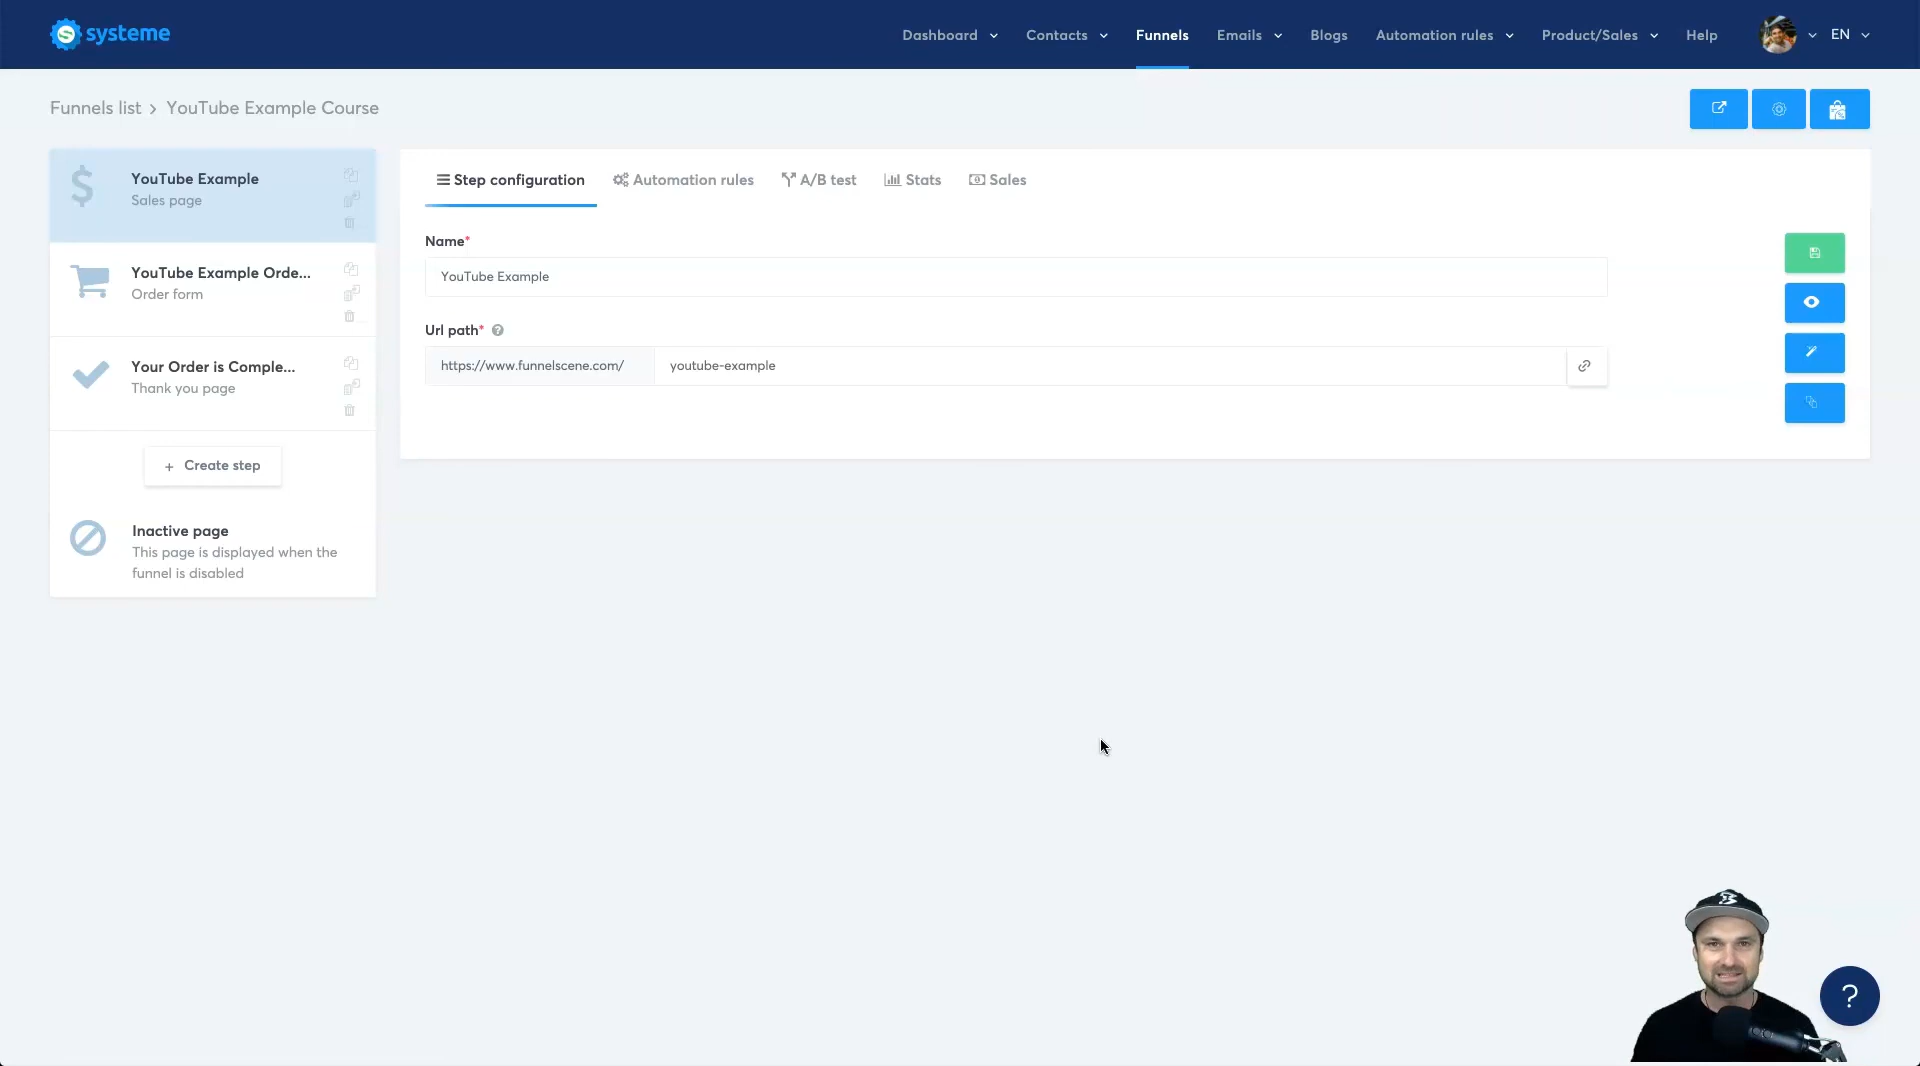 systeme
Dashboard
Contacts
Funnels
Emails
Blogs
Automation rules
Product/Sales
Help
EN
Funnels list › YouTube Example Course
YouTube Example
Sales page
YouTube Example Orde...
Order form
Your Order is Comple...
Thank you page
+ Create step
Inactive page
This page is displayed when the
funnel is disabled
Step configuration
Automation rules
A/B test
Stats
Sales
Name*
YouTube Example
Url path* ?
https://www.funnelscene.com/
youtube-example
?